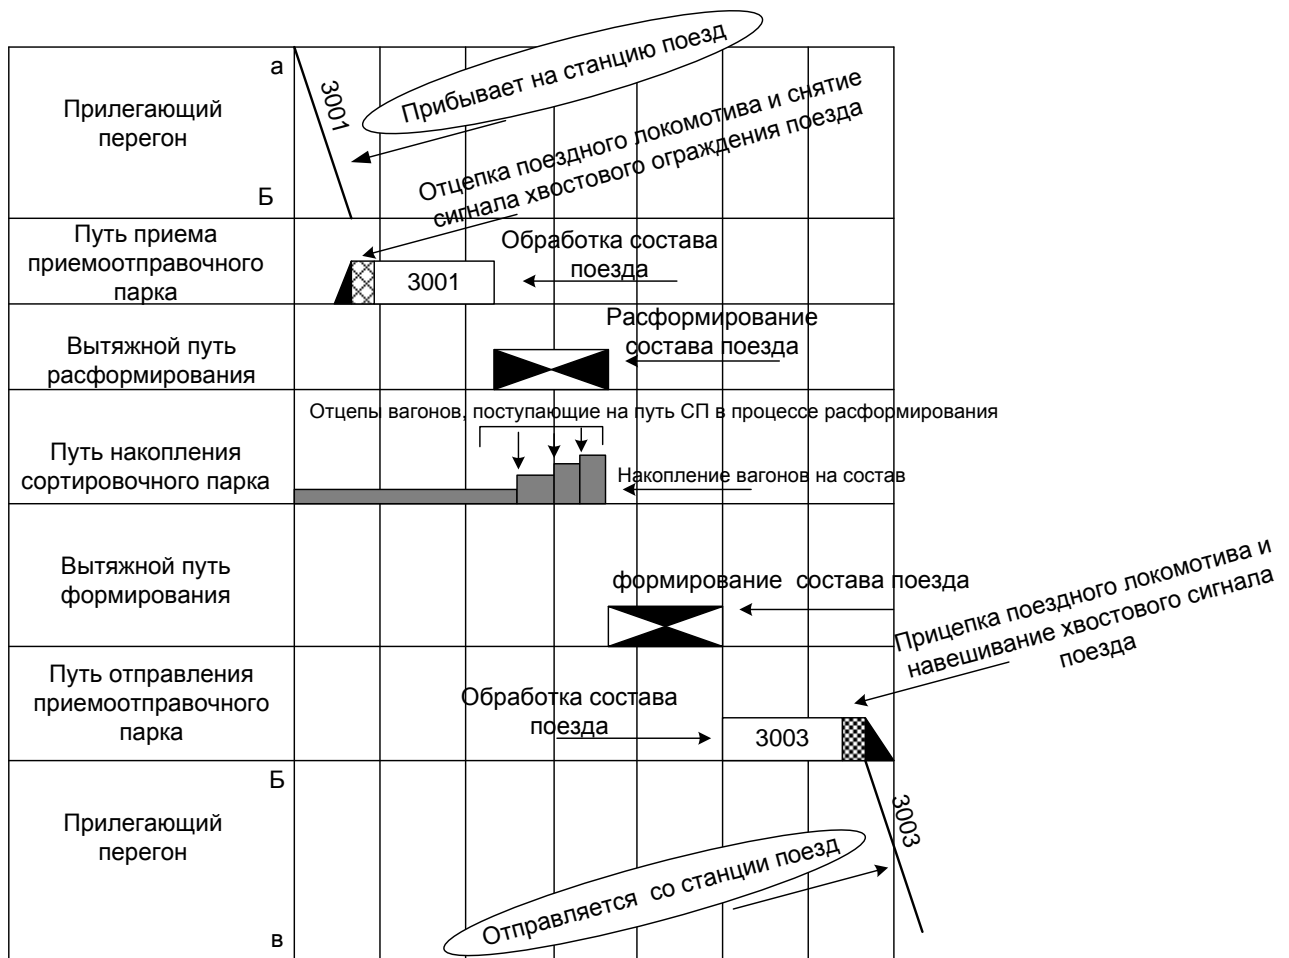 а
Прилегающий
перегон
Б
3001
Прибывает на станцию поезд
Отцепка поездного локомотива и снятие
сигнала хвостового ограждения поезда
Путь приема
приемоотправочного
парка
3001
Обработка состава
поезда
Вытяжной путь
расформирования
Расформирование
состава поезда
Отцепы вагонов, поступающие на путь СП в процессе расформирования
Путь накопления
сортировочного парка
Накопление вагонов на состав
Вытяжной путь
формирования
формирование состава поезда
Прицепка поездного локомотива и
навешивание хвостового сигнала
поезда
Путь отправления
приемоотправочного
парка
Обработка состава
поезда
3003
Б
Прилегающий
перегон
в
3003
Отправляется со станции поезд